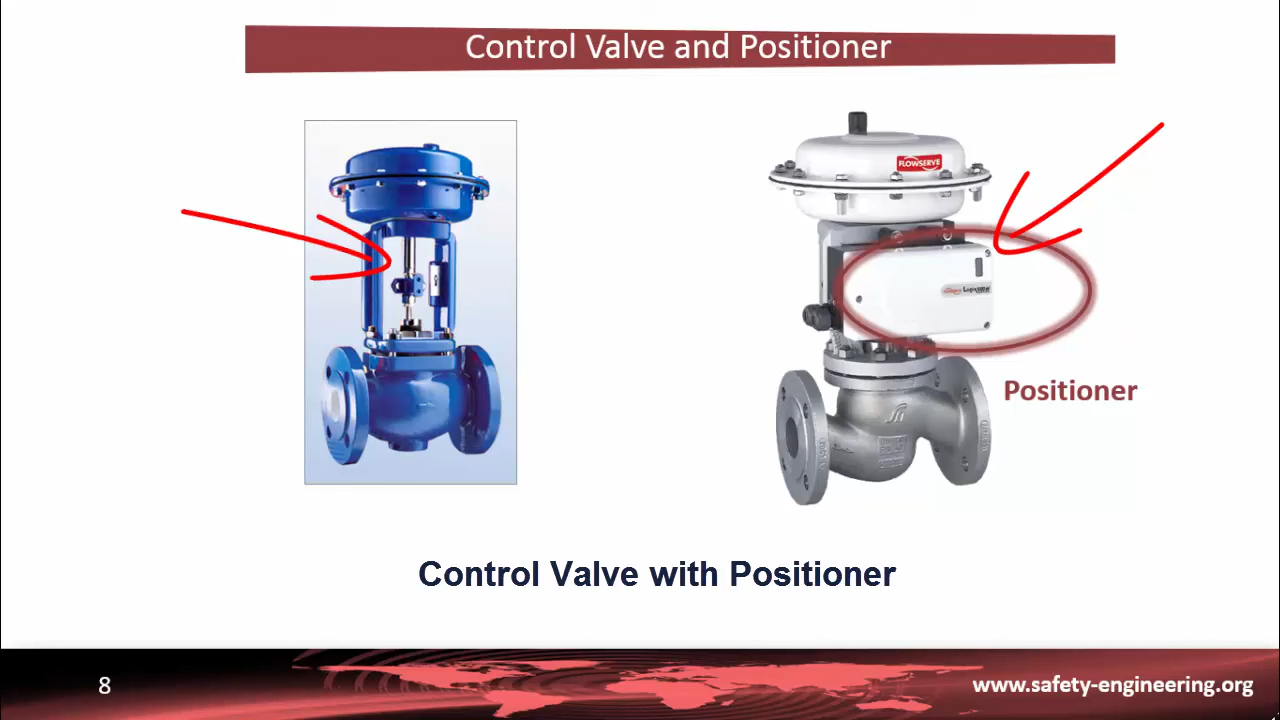 Control Valve and Positioner
FLOWSERVE
Positioner
Control Valve with Positioner
8
www.safety-engineering.org